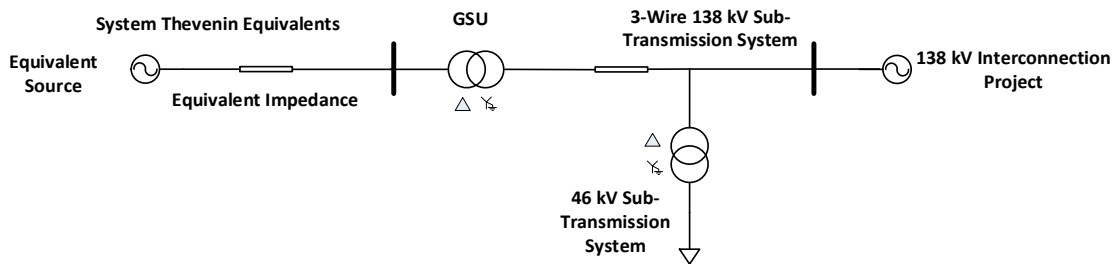 System Thevenin Equivalents
GSU
3-Wire 138 kV Sub-
Transmission System
Equivalent
Source
Equivalent Impedance
138 kV Interconnection
Project
46 kV Sub-
Transmission
System